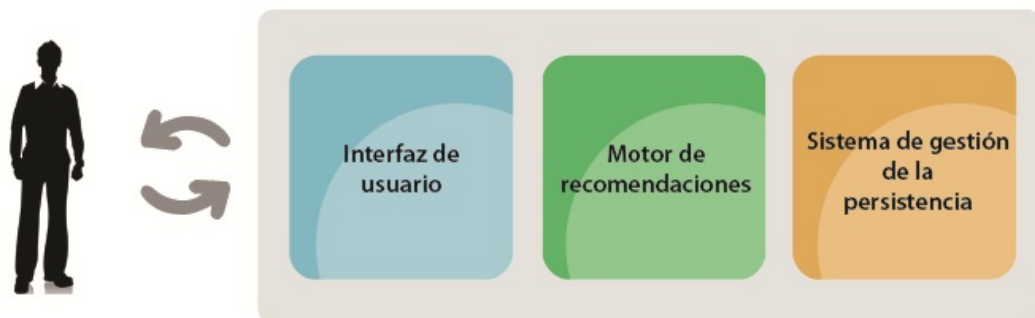 Interfaz de
usuario
Motor de
recomendaciones
Sistema de gestión
de la
persistencia